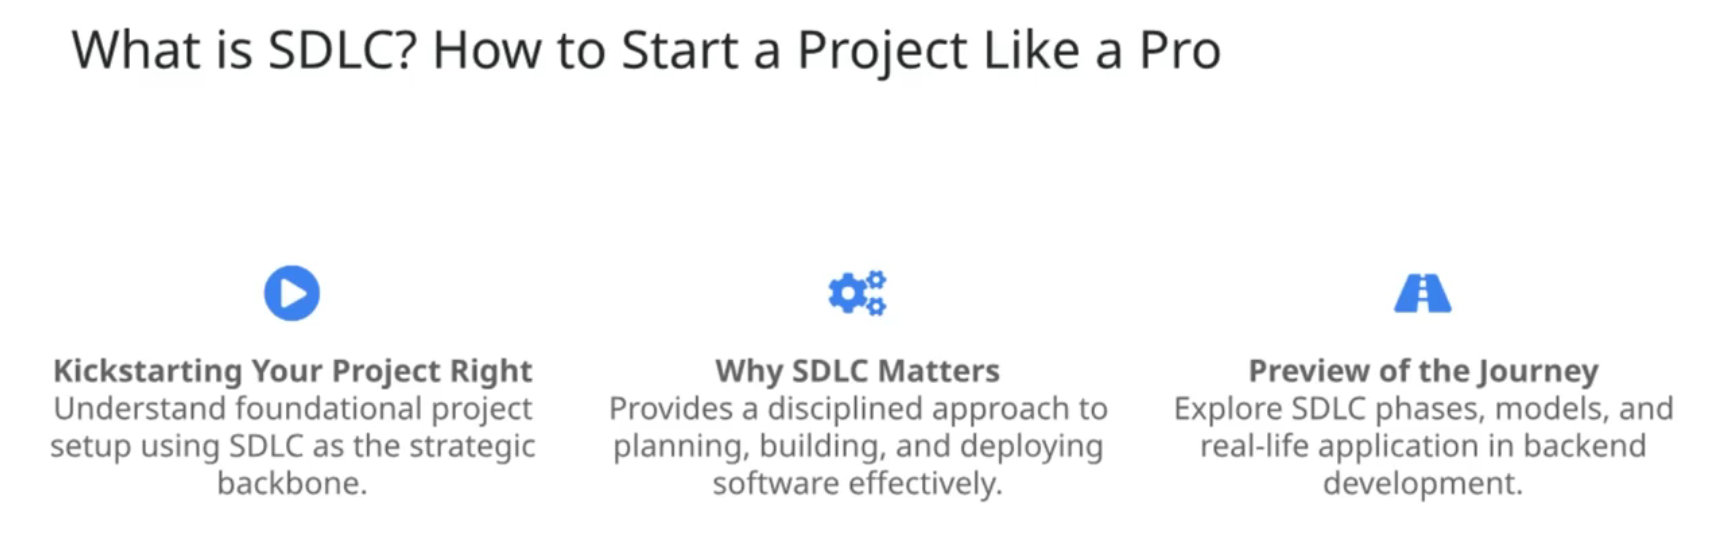 What is SDLC? How to Start a Project Like a Pro
Kickstarting Your Project Right
Understand foundational project
setup using SDLC as the strategic
backbone.
Why SDLC Matters
Provides a disciplined approach to
planning, building, and deploying
software effectively.
Preview of the Journey
Explore SDLC phases, models, and
real-life application in backend
development.